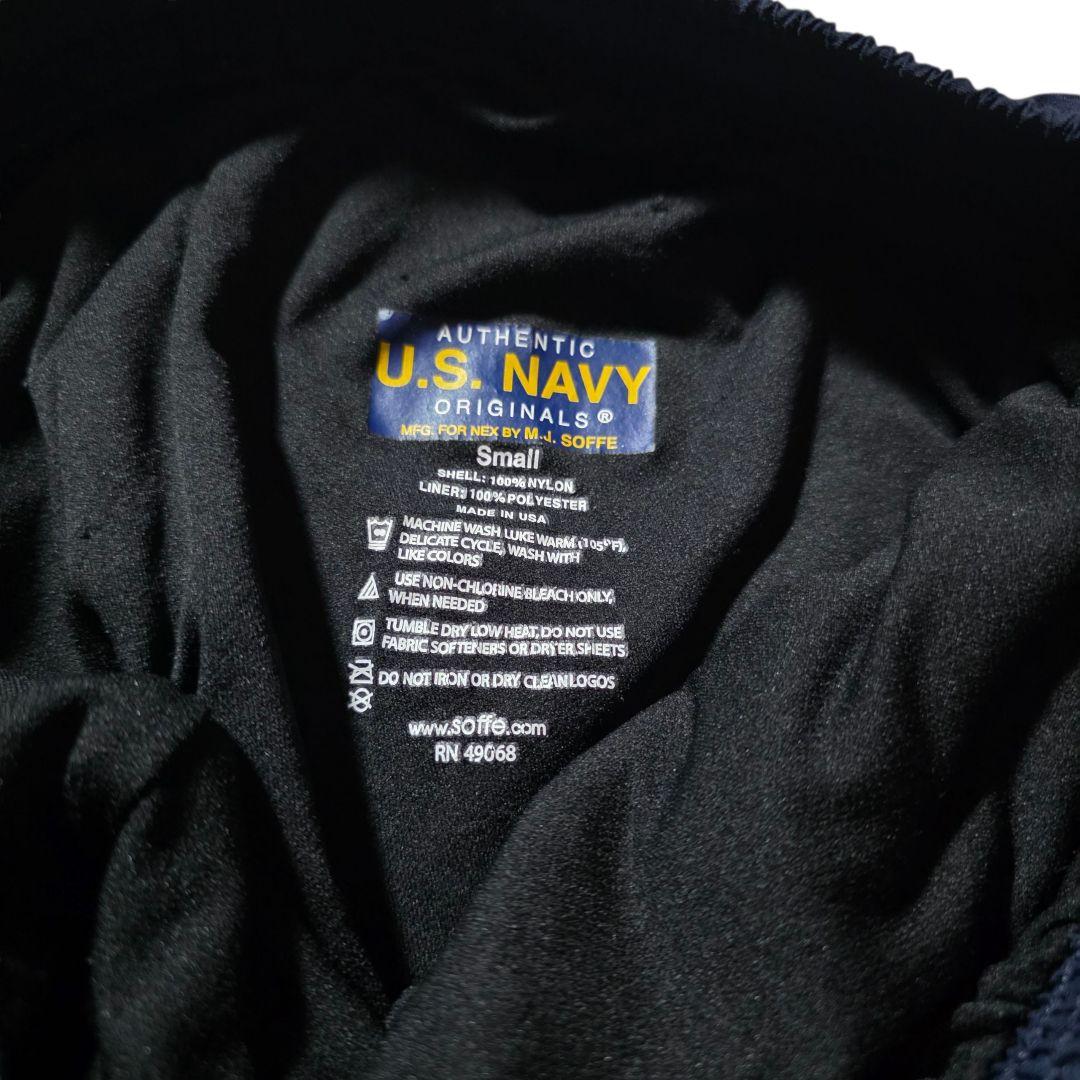 AUTHENTIC
U.S. NAVY
ORIGINALS®
MFG. FOR NEX BY M.J. SOFFE
Small
SHELL: 100% NYLON
LINER: 100% POLYESTER
MADE IN USA
MACHINE WASH LUKE WARM (105°F),
DELICATE CYCLE, WASH WITH
LIKE COLORS
USE NON-CHLORINE BLEACH ONLY,
WHEN NEEDED
TUMBLE DRY LOW HEAT, DO NOT USE
FABRIC SOFTENERS OR DRYER SHEETS
DO NOT IRON OR DRY CLEAN LOGOS
www.soffe.com
RN 49068